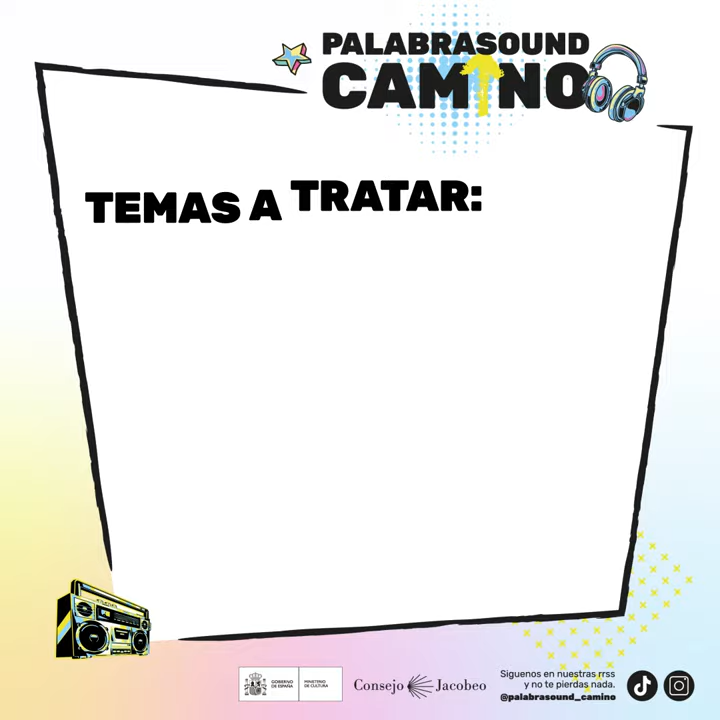 PALABRASOUND
CAMINO
TEMAS A TRATAR:
GOBIERNO
DE ESPAÑA
MINISTERIO
DE CULTURA
Consejo Jacobeo
Síguenos en nuestras rrss
y no te pierdas nada.
@palabrasound_camino